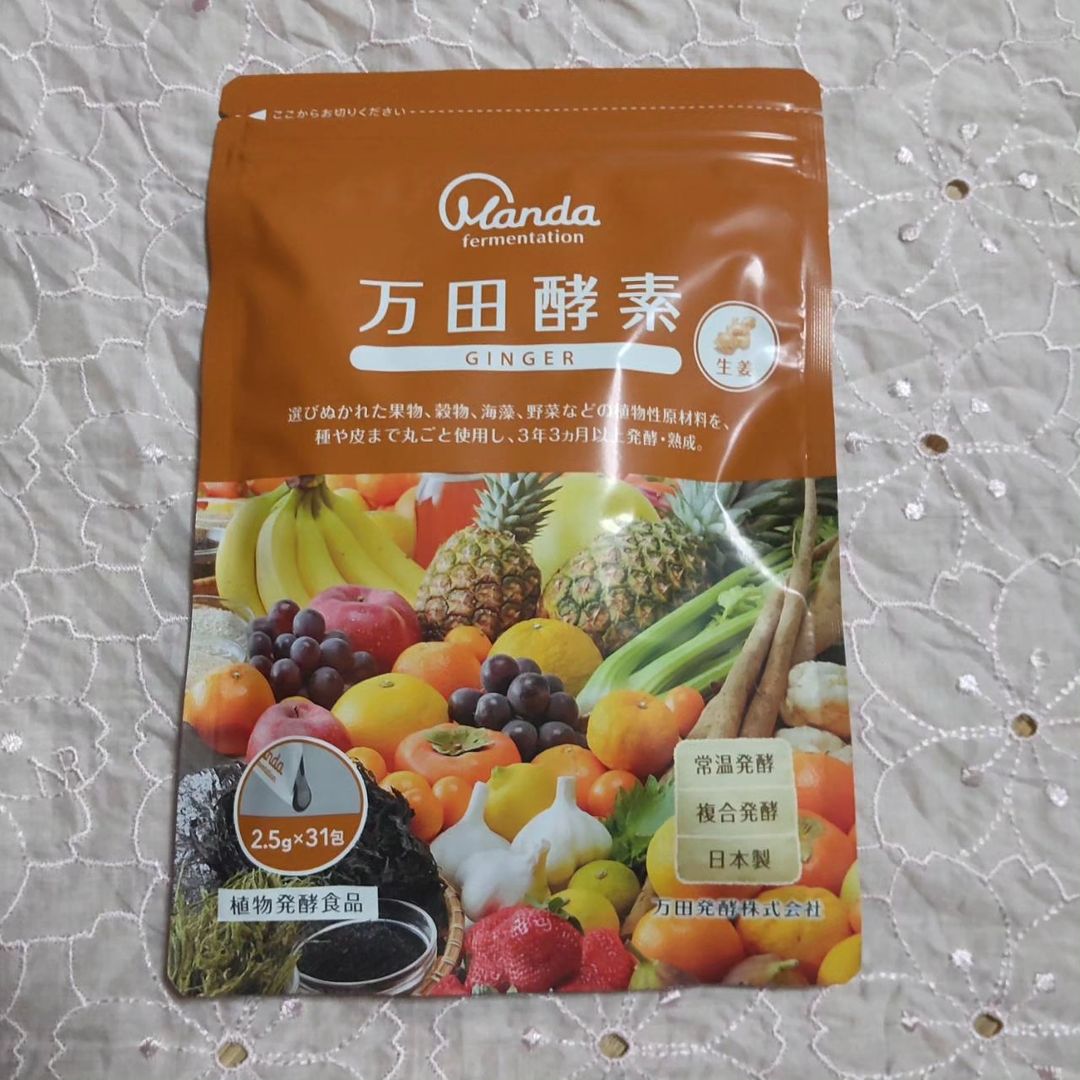 ここからお切りください
Manda
fermentation
万田酵素
GINGER
生姜
選びぬかれた果物、穀物、海藻、野菜などの植物性原材料を、
種や皮まで丸ごと使用し、3年3ヵ月以上発酵・熟成。
2.5g×31包
植物発酵食品
常温発酵
複合発酵
日本製
万田発酵株式会社